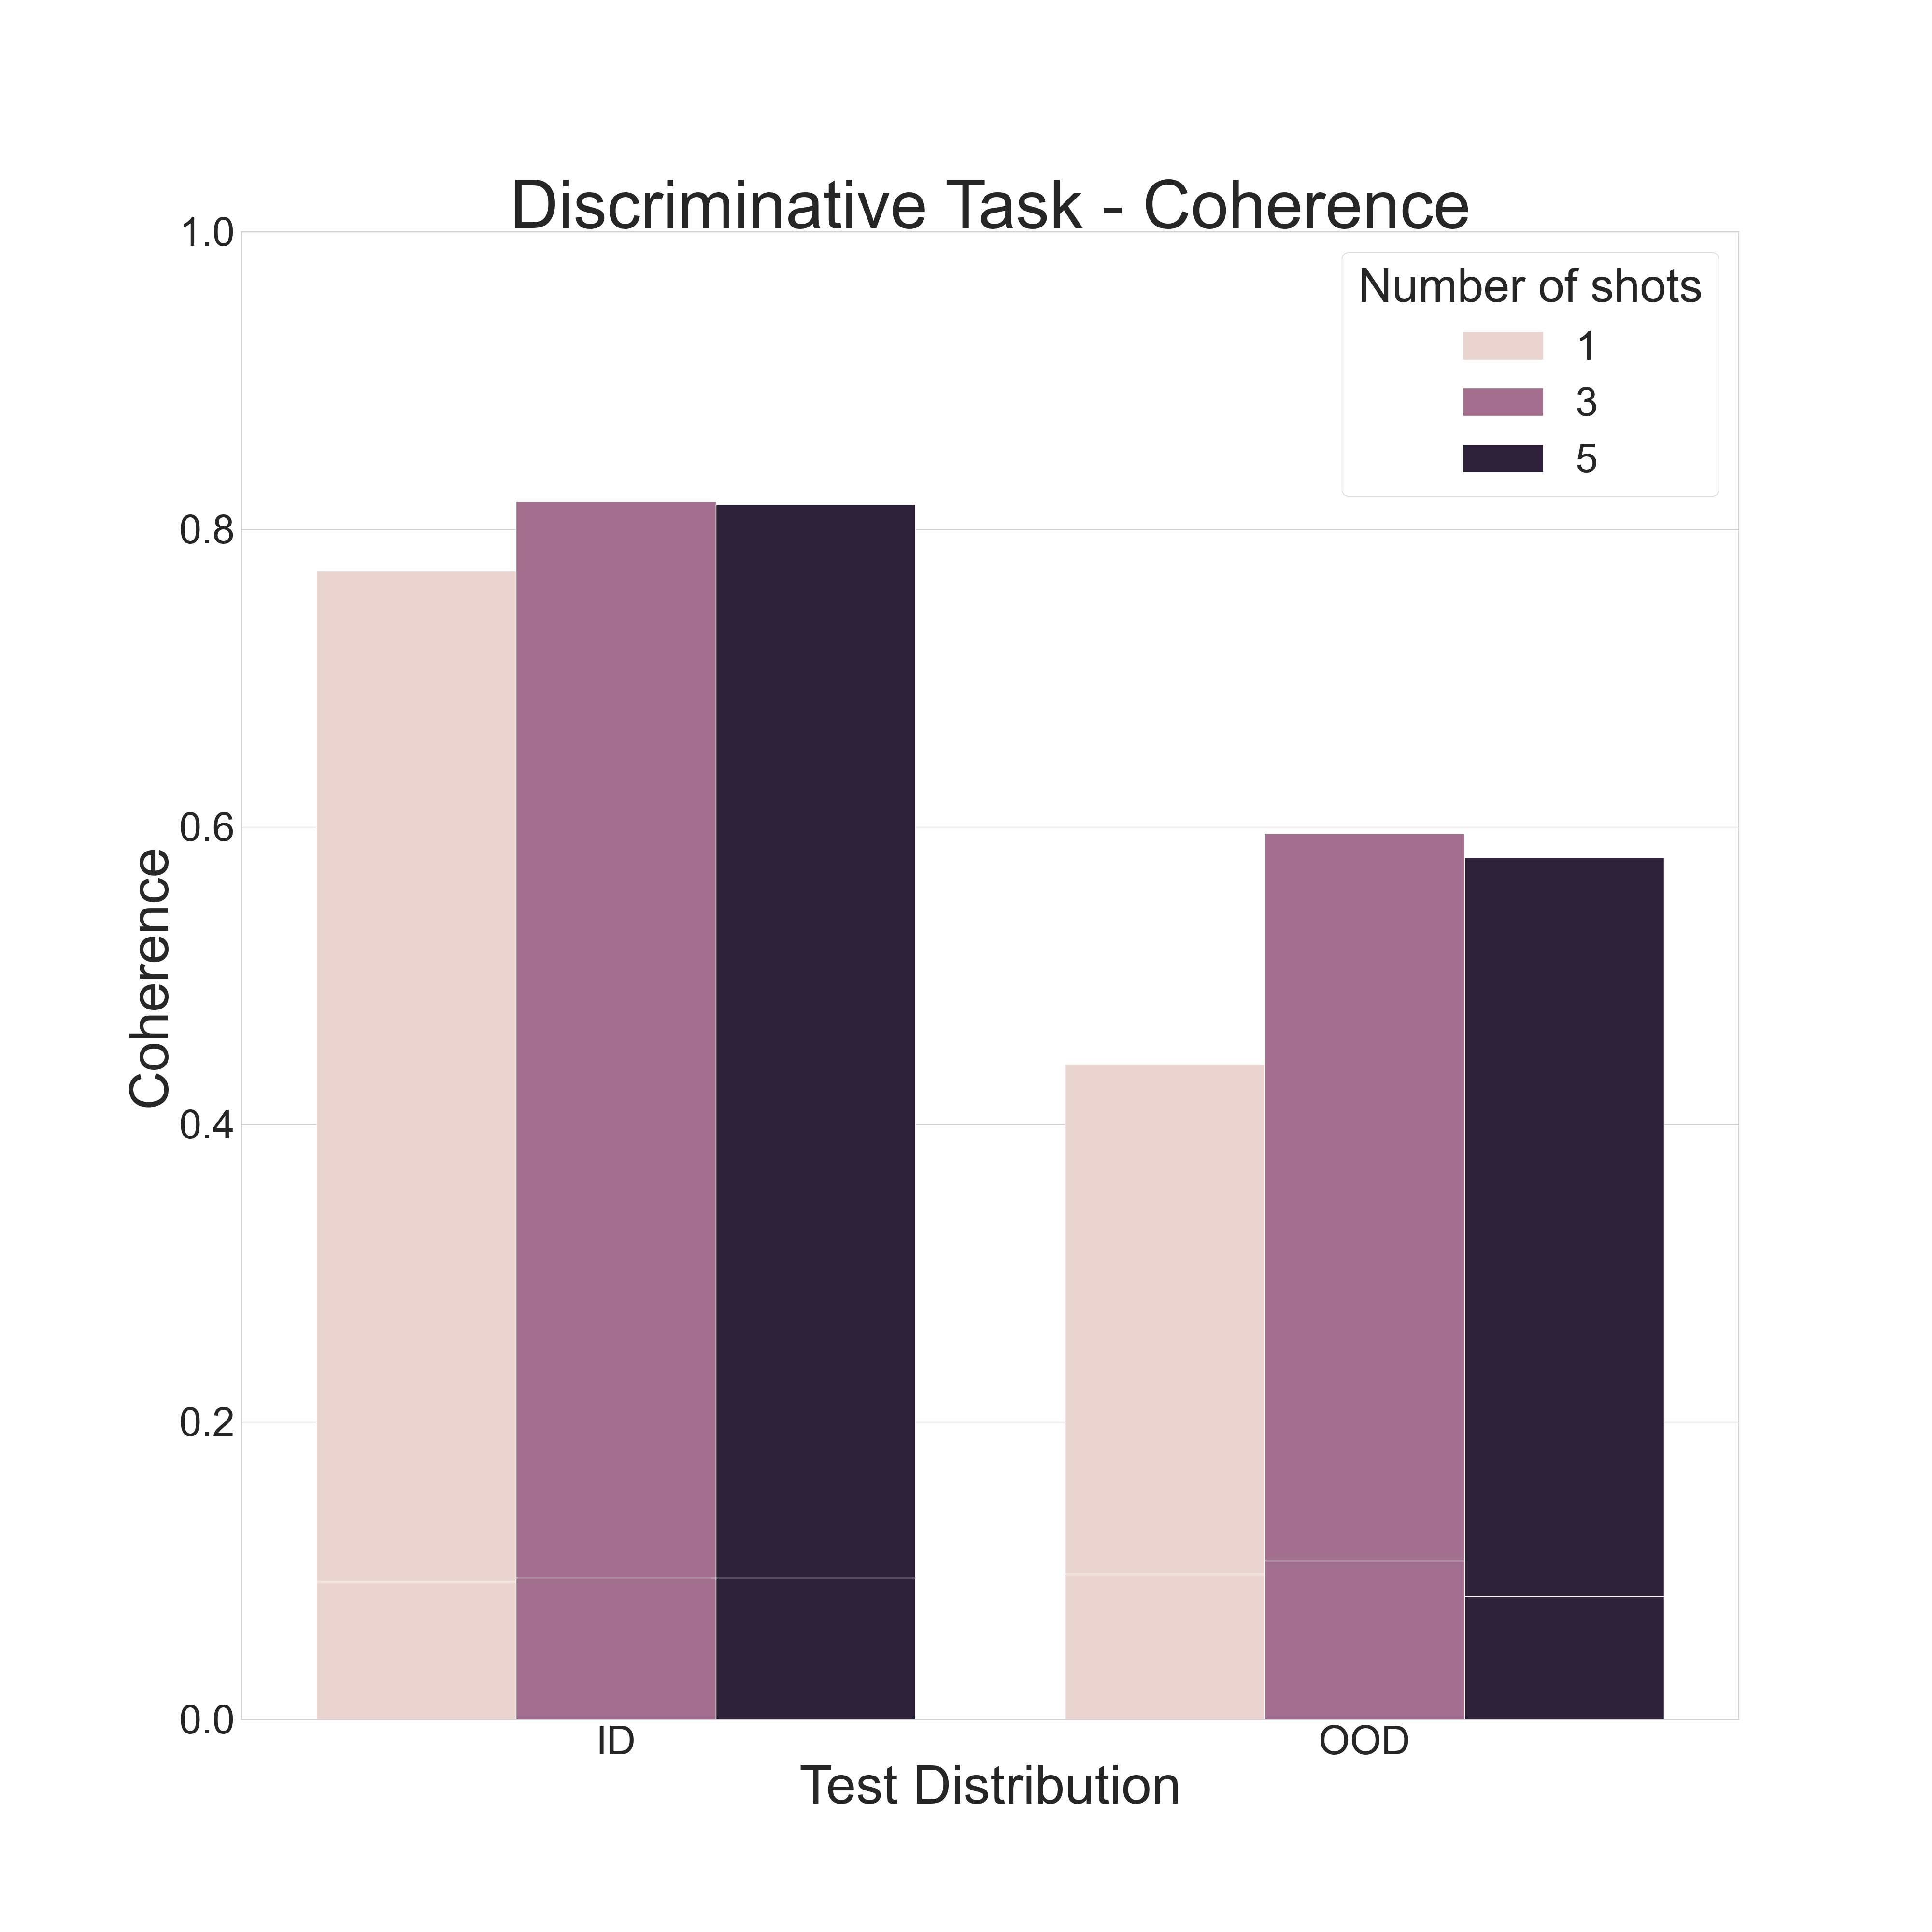 Discriminative Task - Coherence
Number of shots
1
3
5
1.0
0.8
0.6
0.4
0.2
0.0
Coherence
ID
OOD
Test Distribution